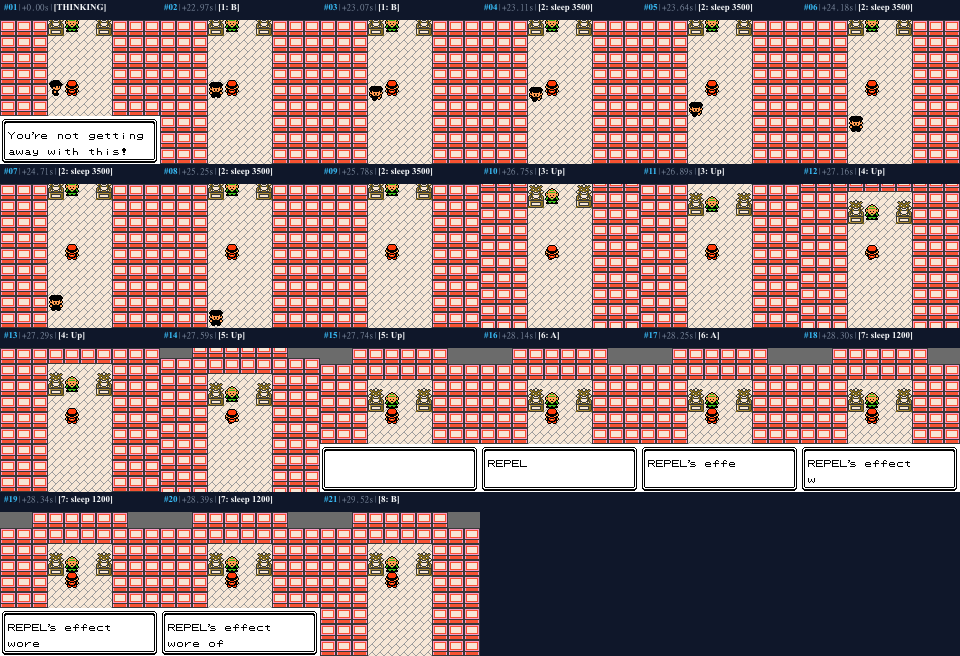 #01|+0.00s|[THINKING]
#02|+22.97s|[1: B]
#03|+23.07s|[1: B]
#04|+23.11s|[2: sleep 3500]
#05|+23.64s|[2: sleep 3500]
#06|+24.18s|[2: sleep 3500]
You're not getting
away with this!
#07|+24.71s|[2: sleep 3500]
#08|+25.25s|[2: sleep 3500]
#09|+25.78s|[2: sleep 3500]
#10|+26.75s|[3: Up]
#11|+26.89s|[3: Up]
#12|+27.16s|[4: Up]
#13|+27.29s|[4: Up]
#14|+27.59s|[5: Up]
#15|+27.74s|[5: Up]
#16|+28.14s|[6: A]
#17|+28.25s|[6: A]
#18|+28.30s|[7: sleep 1200]
REPEL
REPEL's effe
REPEL's effect
w
#19|+28.34s|[7: sleep 1200]
#20|+28.39s|[7: sleep 1200]
#21|+29.52s|[8: B]
REPEL's effect
wore
REPEL's effect
wore of